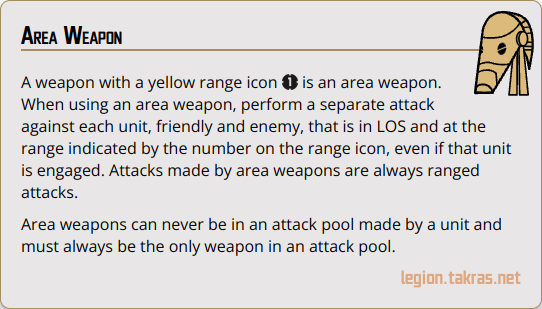 Area Weapon
A weapon with a yellow range icon 1 is an area weapon.
When using an area weapon, perform a separate attack
against each unit, friendly and enemy, that is in LOS and at the
range indicated by the number on the range icon, even if that unit
is engaged. Attacks made by area weapons are always ranged
attacks.
Area weapons can never be in an attack pool made by a unit and
must always be the only weapon in an attack pool.
legion.takras.net